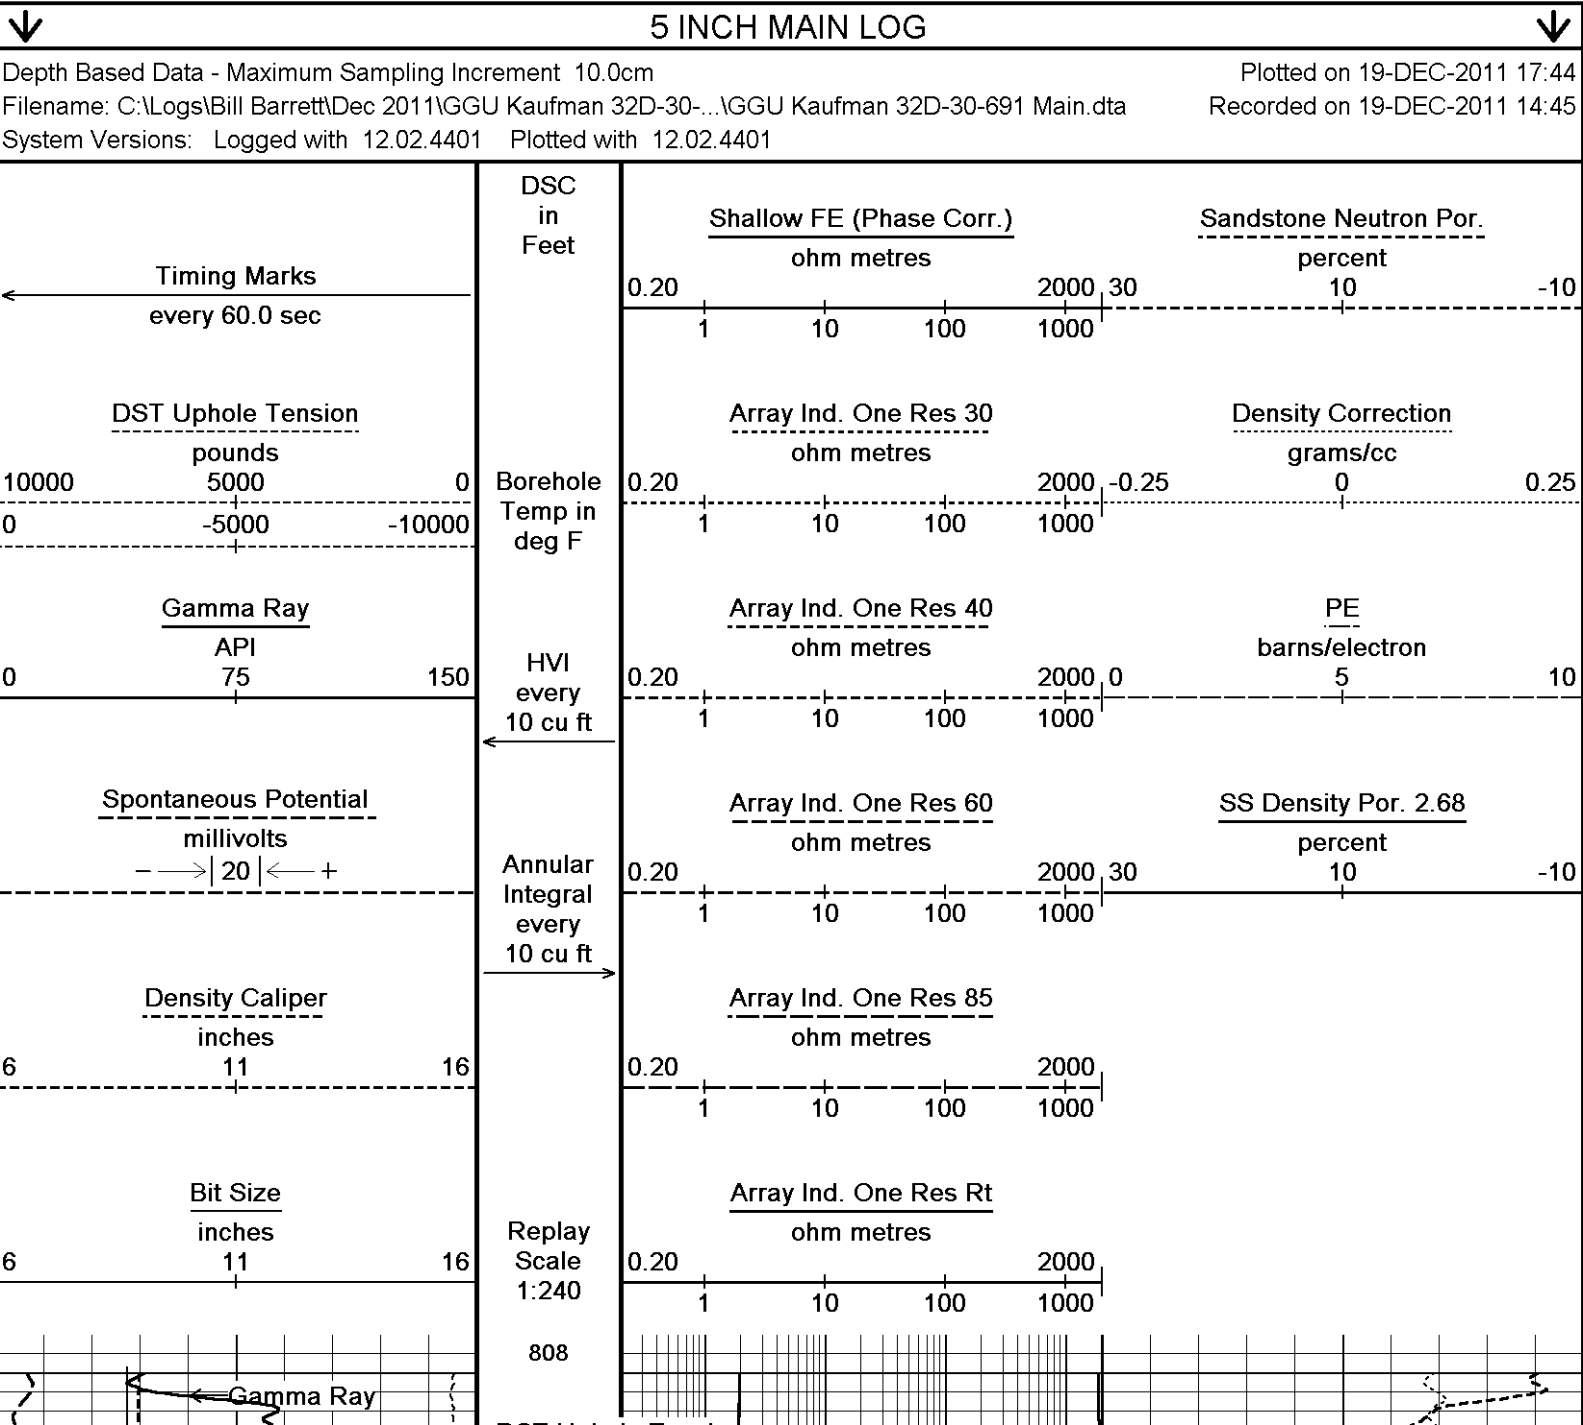 5 INCH MAIN LOG
Depth Based Data - Maximum Sampling Increment 10.0cm
Plotted on 19-DEC-2011 17:44
Filename: C:\Logs\Bill Barrett\Dec 2011\GGU Kaufman 32D-30-...\GGU Kaufman 32D-30-691 Main.dta
Recorded on 19-DEC-2011 14:45
System Versions: Logged with 12.02.4401 Plotted with 12.02.4401
Timing Marks
every 60.0 sec
DST Uphole Tension
pounds
10000 5000 0
0 -5000 -10000
Gamma Ray
API
0 75 150
Spontaneous Potential
millivolts
- 20 +
Density Caliper
inches
6 11 16
Bit Size
inches
6 11 16
Gamma Ray
DSC
in
Feet
Borehole
Temp in
deg F
HVI
every
10 cu ft
Annular
Integral
every
10 cu ft
Replay
Scale
1:240
808
Shallow FE (Phase Corr.)
ohm metres
0.20 2000
1 10 100 1000
Array Ind. One Res 30
ohm metres
0.20 2000
1 10 100 1000
Array Ind. One Res 40
ohm metres
0.20 2000
1 10 100 1000
Array Ind. One Res 60
ohm metres
0.20 2000
1 10 100 1000
Array Ind. One Res 85
ohm metres
0.20 2000
1 10 100 1000
Array Ind. One Res Rt
ohm metres
0.20 2000
1 10 100 1000
Sandstone Neutron Por.
percent
30 10 -10
Density Correction
grams/cc
-0.25 0 0.25
PE
barns/electron
0 5 10
SS Density Por. 2.68
percent
30 10 -10